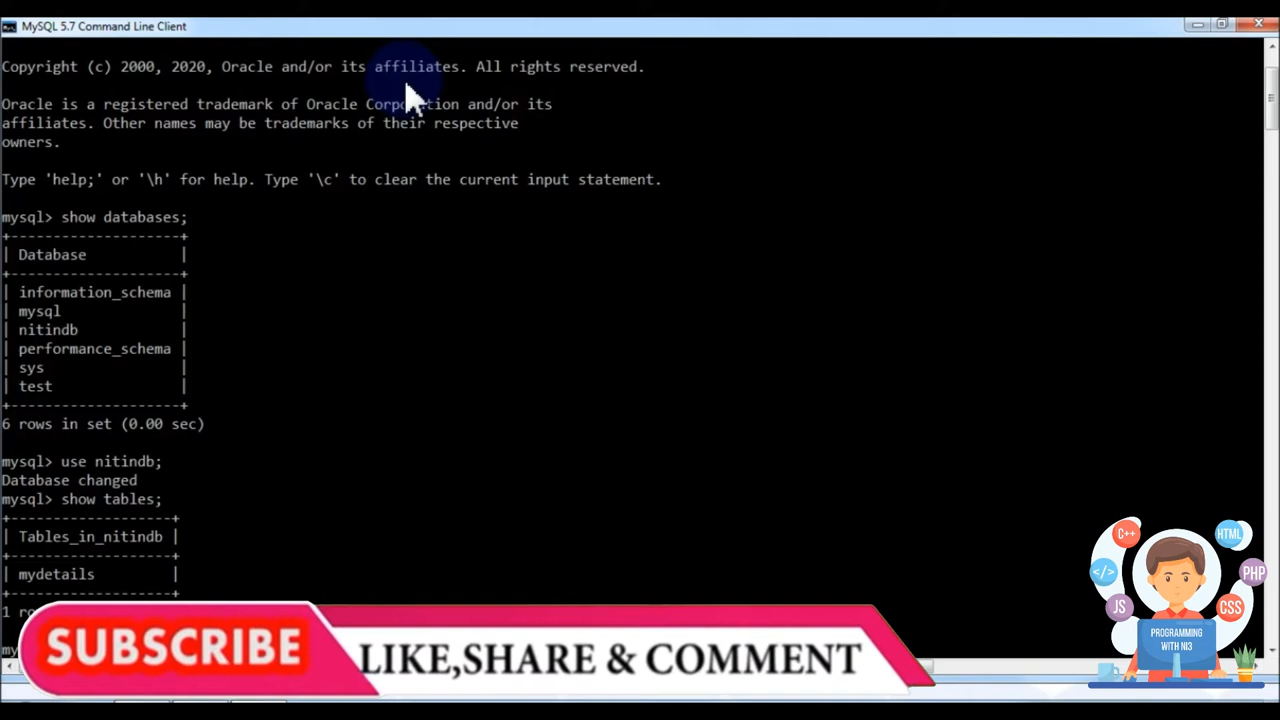 MySQL 5.7 Command Line Client
Copyright (c) 2000, 2020, Oracle and/or its affiliates. All rights reserved.
Oracle is a registered trademark of Oracle Corporation and/or its
affiliates. Other names may be trademarks of their respective
owners.
Type 'help;' or '\h' for help. Type '\c' to clear the current input statement.
mysql> show databases;
+--------------------+
| Database           |
+--------------------+
| information_schema |
| mysql              |
| nitindb            |
| performance_schema |
| sys                |
| test               |
+--------------------+
6 rows in set (0.00 sec)
mysql> use nitindb;
Database changed
mysql> show tables;
+-------------------+
| Tables_in_nitindb |
+-------------------+
| mydetails         |
+-------------------+
1
SUBSCRIBE
LIKE,SHARE & COMMENT
C++
HTML
</>
PHP
JS
CSS
PROGRAMMING
WITH NI3